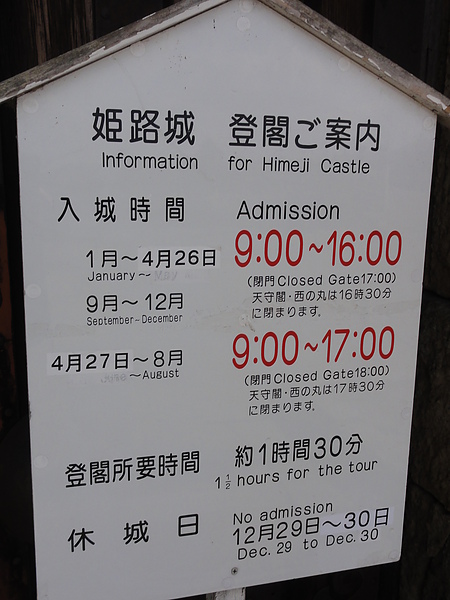 姫路城 登閣ご案内
Information for Himeji Castle
入城時間 Admission
1月～4月26日 9:00～16:00
January～
(閉門Closed Gate17:00)
9月～12月 天守閣・西の丸は16時30分
September-December に閉まります。
4月27日～8月 9:00～17:00
～August (閉門Closed Gate18:00)
天守閣・西の丸は17時30分
に閉まります。
登閣所要時間 約1時間30分
1 1/2 hours for the tour
休城日 No admission
12月29日～30日
Dec. 29 to Dec. 30